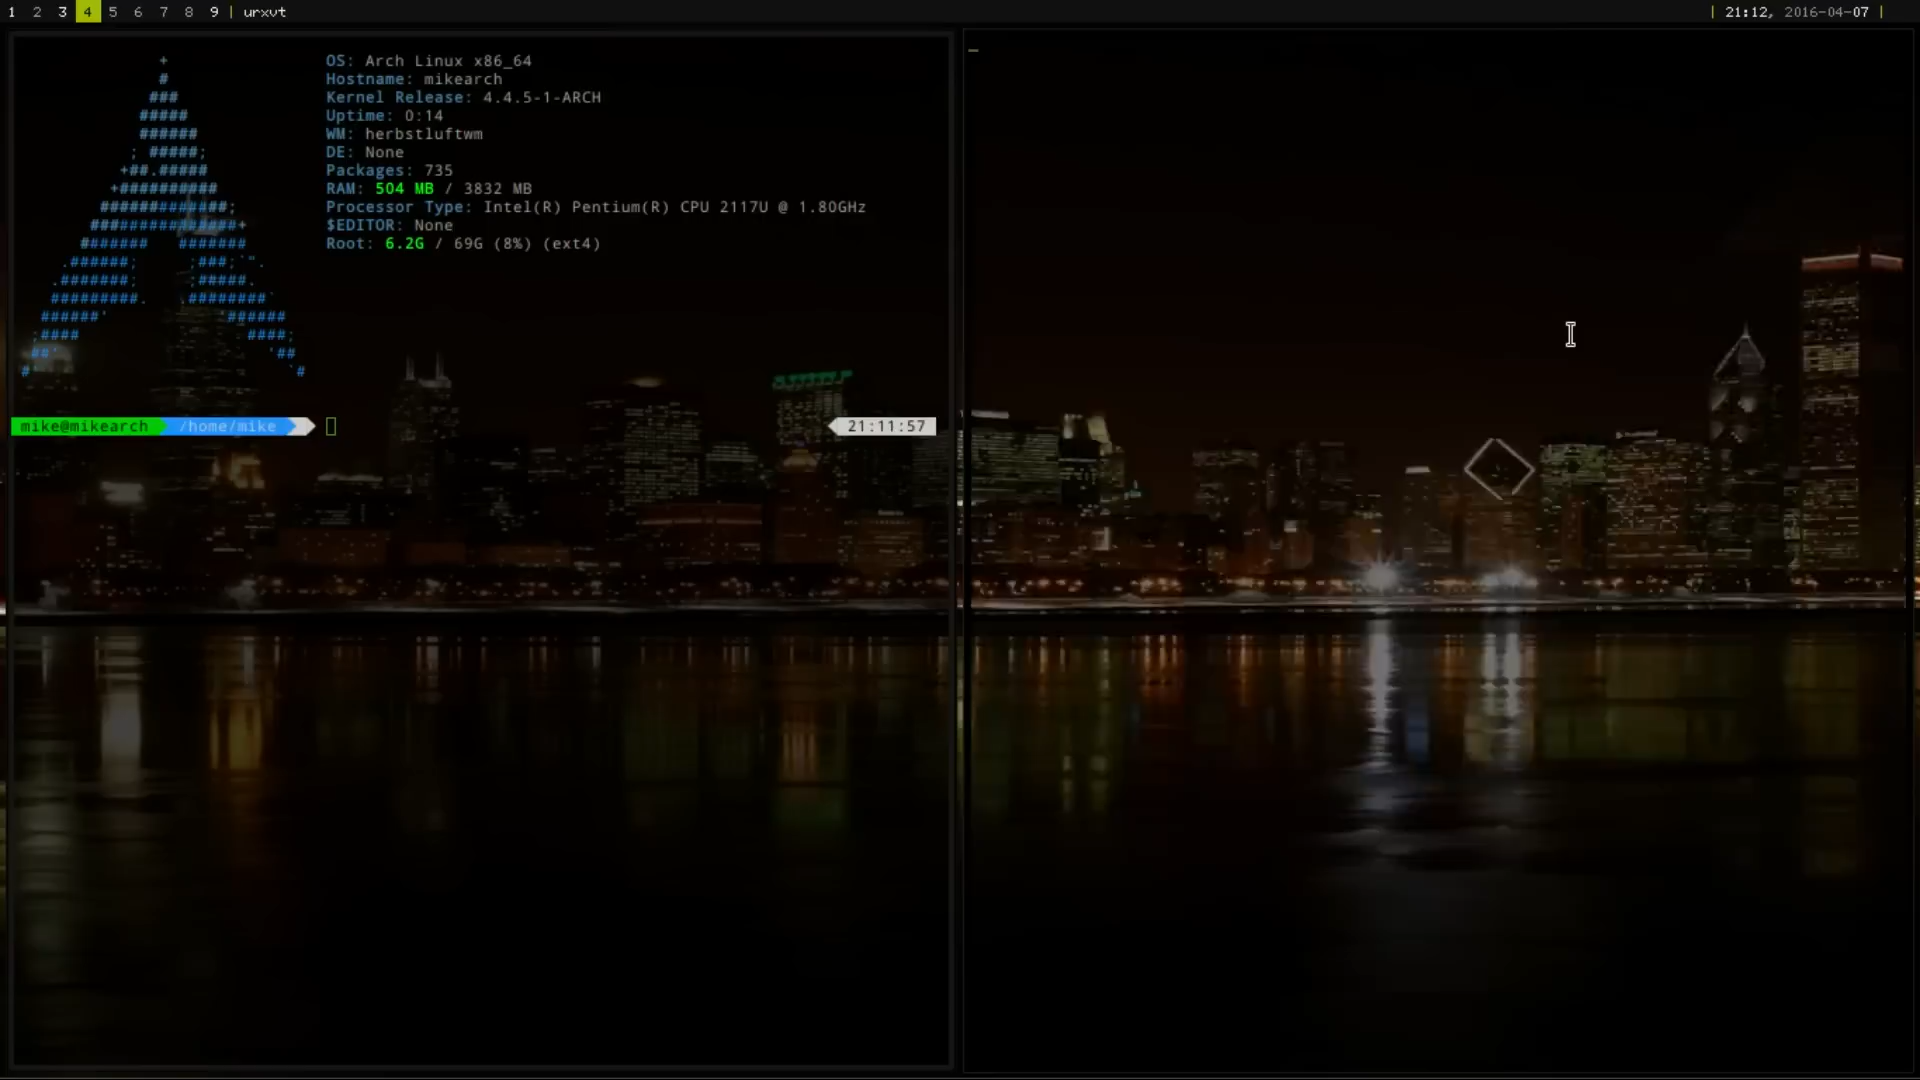 1 2 3 4 5 6 7 8 9 | urxvt
| 21:12, 2016-04-07 |
OS: Arch Linux x86_64
Hostname: mikearch
Kernel Release: 4.4.5-1-ARCH
Uptime: 0:14
WM: herbstluftwm
DE: None
Packages: 735
RAM: 504 MB / 3832 MB
Processor Type: Intel(R) Pentium(R) CPU 2117U @ 1.80GHz
$EDITOR: None
Root: 6.2G / 69G (8%) (ext4)
mike@mikearch /home/mike
21:11:57